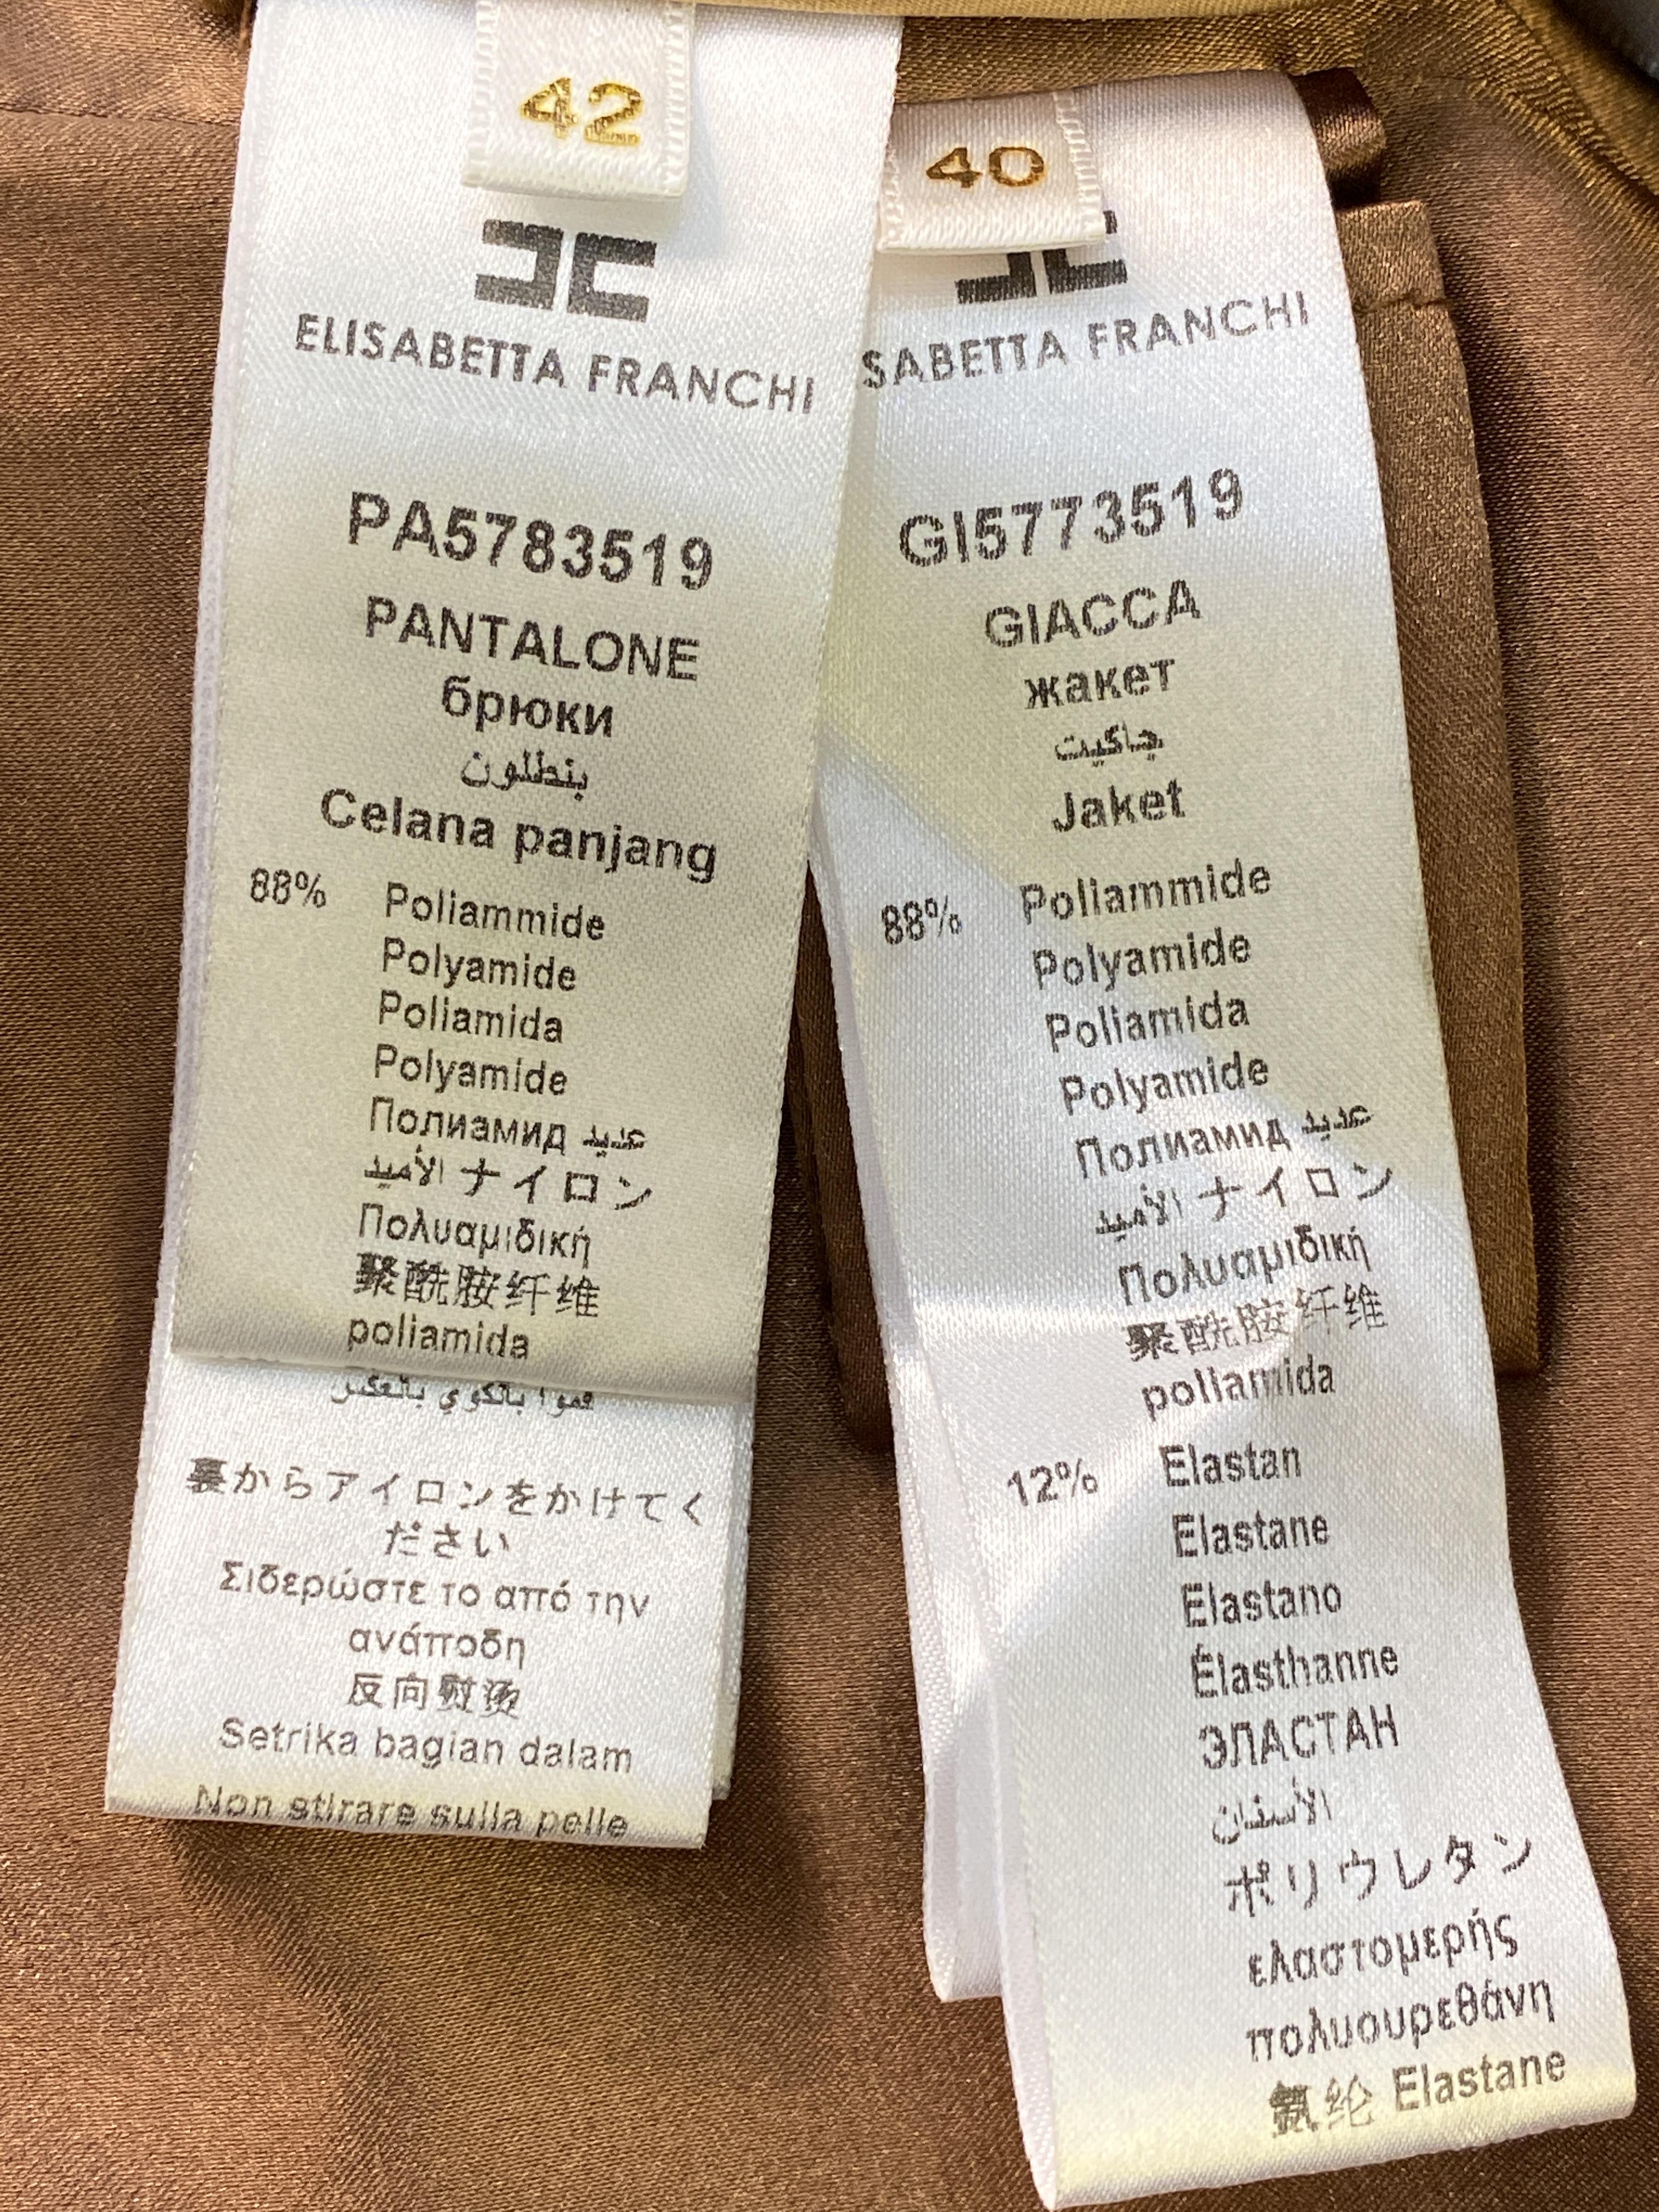 42
ELISABETTA FRANCHI
PA5783519
PANTALONE
брюки
بنطلون
Celana panjang
88% Poliammide
Polyamide
Poliamida
Polyamide
Полиамид عديد
الأميد ナイロン
Πολυαμιδική
聚酰胺纤维
poliamida
裏からアイロンをかけてく
ださい
Σιδερώστε το από την
ανάποδη
反向熨烫
Setrika bagian dalam
Non stirare sulla pelle
40
SABETTA FRANCHI
GI5773519
GIACCA
жакет
جاكيت
Jaket
88% Poliammide
Polyamide
Poliamida
Polyamide
Полиамид عديد
الأميد ナイロン
Πολυαμιδική
聚酰胺纤维
poliamida
12% Elastan
Elastane
Elastano
Élasthanne
ЭЛАСТАН
ポリウレタン
ελαστομερής
πολυουρεθάνη
氨纶 Elastane